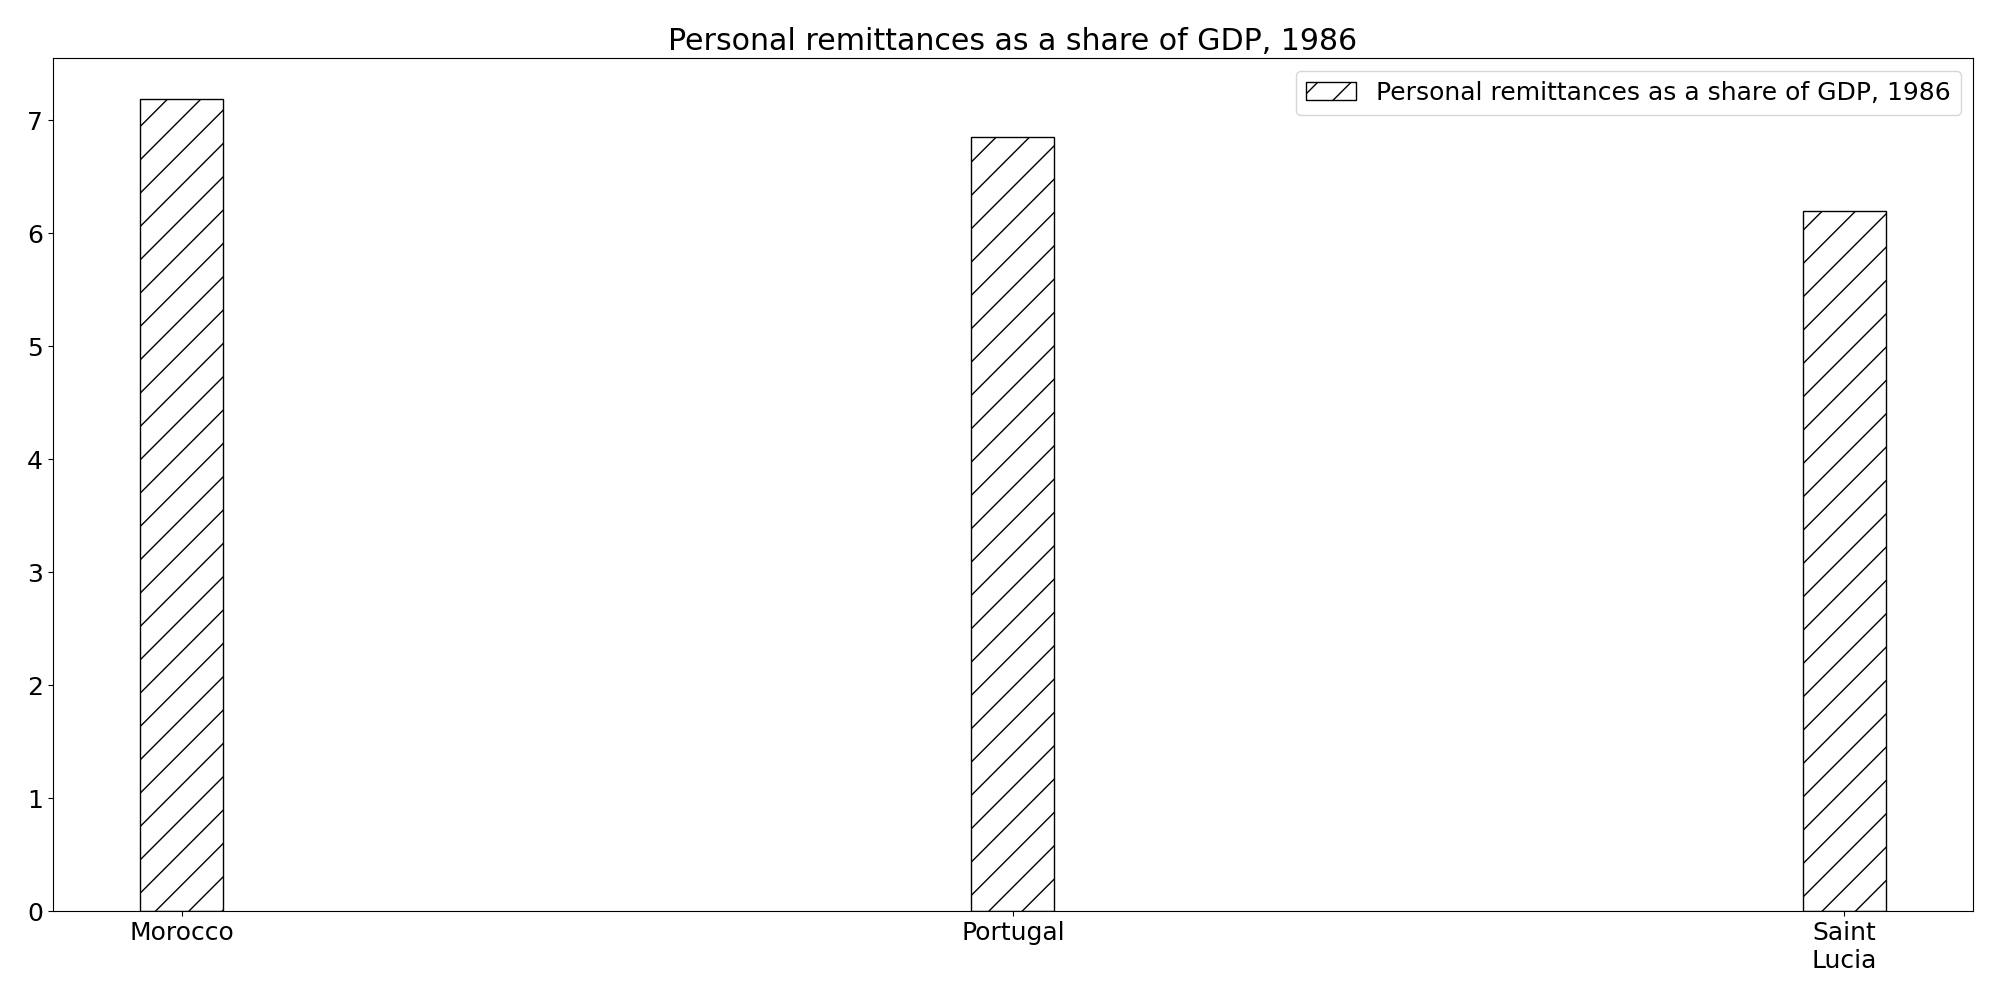 Personal remittances as a share of GDP, 1986
Personal remittances as a share of GDP, 1986
7
6
5
4
3
2
1
0
Morocco
Portugal
Saint
Lucia